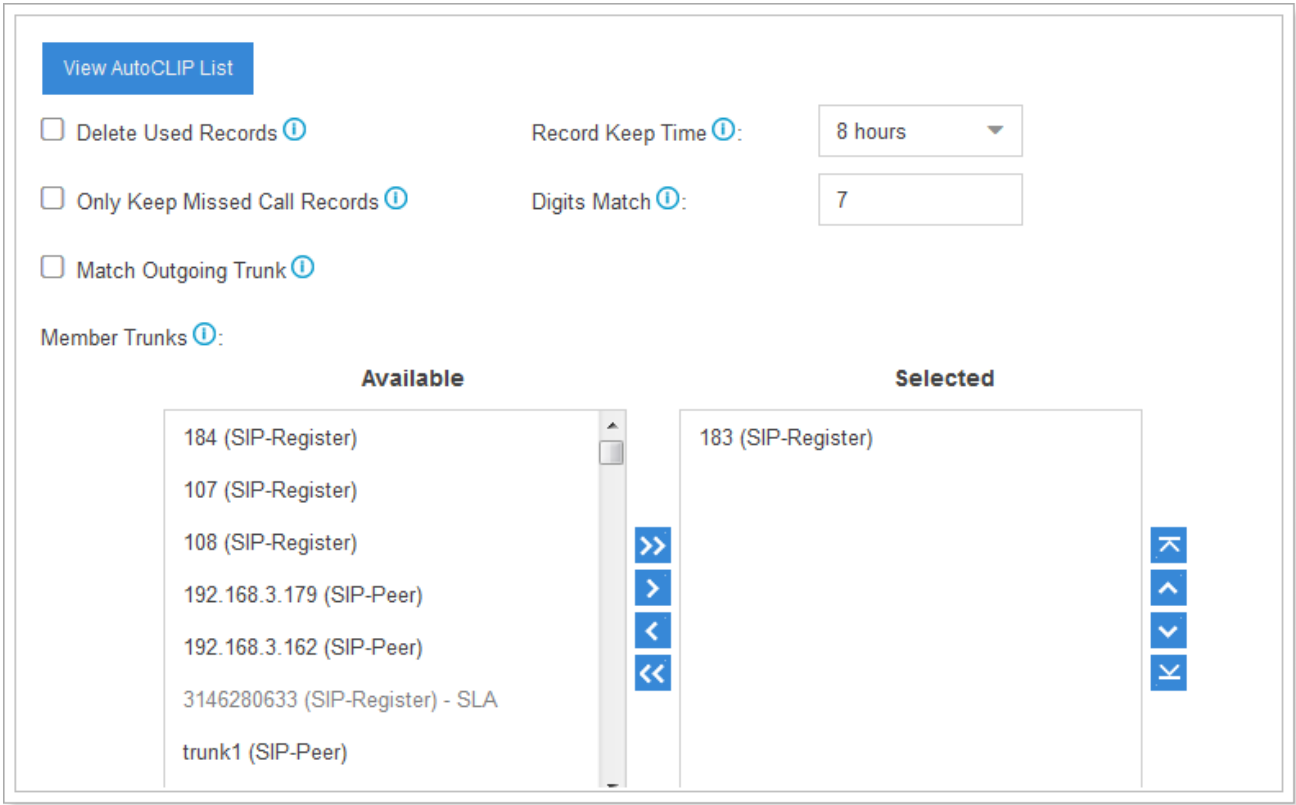 View AutoCLIP List
Delete Used Records
Record Keep Time :
8 hours
Only Keep Missed Call Records
Digits Match :
7
Match Outgoing Trunk
Member Trunks :
Available
Selected
184 (SIP-Register)
183 (SIP-Register)
107 (SIP-Register)
108 (SIP-Register)
192.168.3.179 (SIP-Peer)
192.168.3.162 (SIP-Peer)
3146280633 (SIP-Register) - SLA
trunk1 (SIP-Peer)